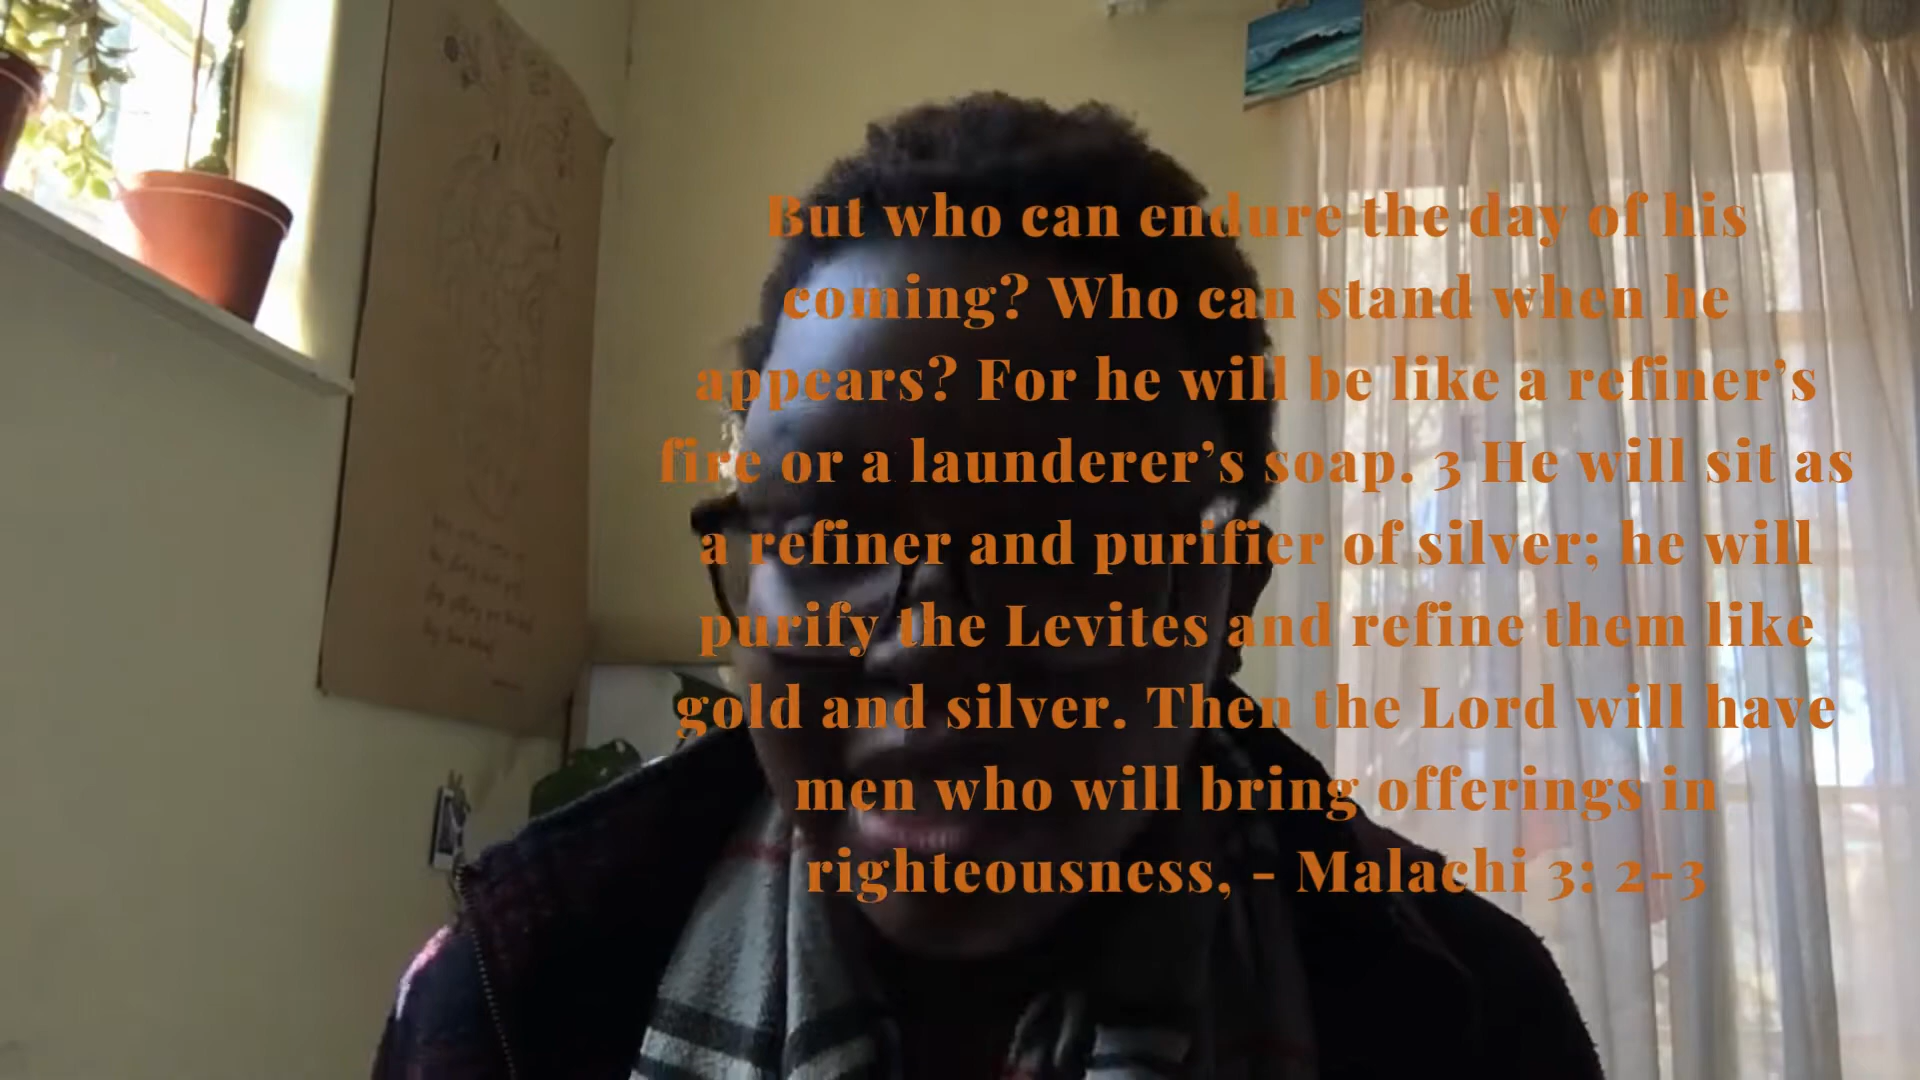 But who can endure the day of his
coming? Who can stand when he
appears? For he will be like a refiner’s
fire or a launderer’s soap. 3 He will sit as
a refiner and purifier of silver; he will
purify the Levites and refine them like
gold and silver. Then the Lord will have
men who will bring offerings in
righteousness, - Malachi 3: 2-3